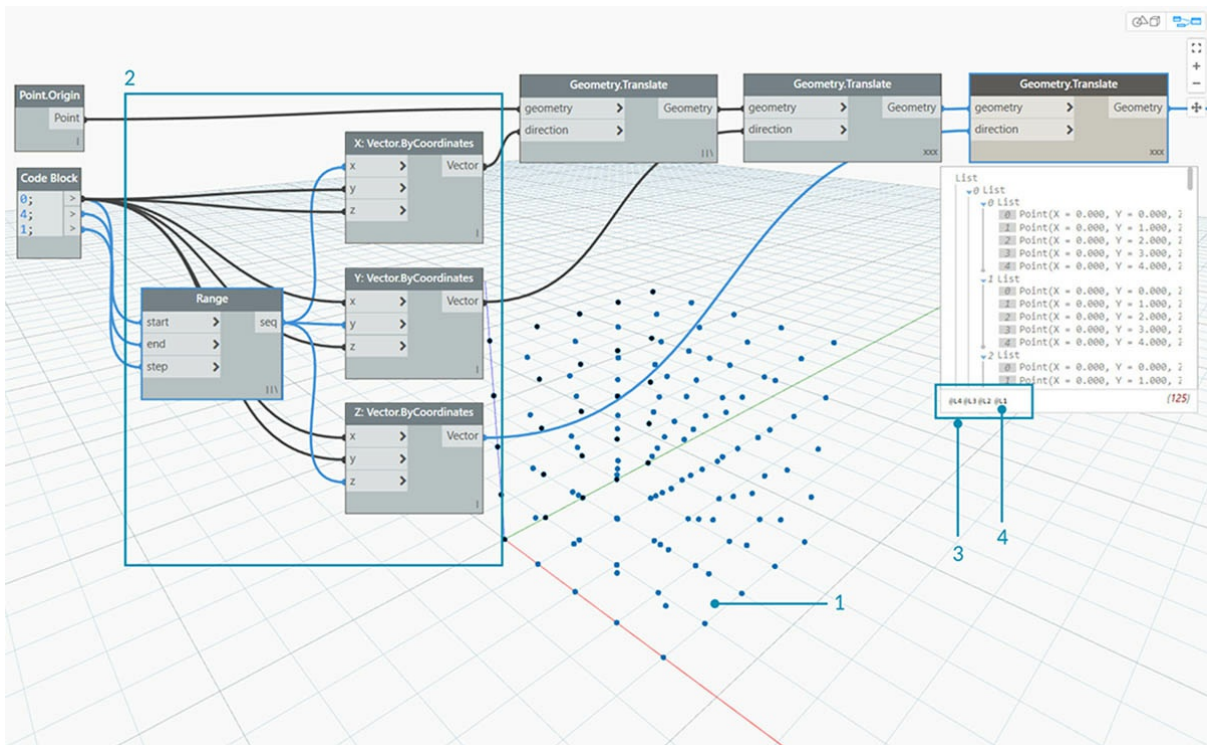 2
Point.Origin
Point
|
Code Block
0;
4;
1;
>
>
>
Range
start >
end >
step >
seq
||\
X: Vector.ByCoordinates
x >
y >
z >
Vector
|
Y: Vector.ByCoordinates
x >
y >
z >
Vector
|
Z: Vector.ByCoordinates
x >
y >
z >
Vector
|
Geometry.Translate
geometry >
direction >
Geometry
||\
Geometry.Translate
geometry >
direction >
Geometry
xxx
Geometry.Translate
geometry >
direction >
Geometry
xxx
List
0 List
0 List
0 Point(X = 0.000, Y = 0.000, Z
1 Point(X = 0.000, Y = 1.000, Z
2 Point(X = 0.000, Y = 2.000, Z
3 Point(X = 0.000, Y = 3.000, Z
4 Point(X = 0.000, Y = 4.000, Z
1 List
0 Point(X = 0.000, Y = 0.000, Z
1 Point(X = 0.000, Y = 1.000, Z
2 Point(X = 0.000, Y = 2.000, Z
3 Point(X = 0.000, Y = 3.000, Z
4 Point(X = 0.000, Y = 4.000, Z
2 List
0 Point(X = 0.000, Y = 0.000, Z
1 Point(X = 0.000, Y = 1.000, Z
@L4 @L3 @L2 @L1
(125)
3
4
1